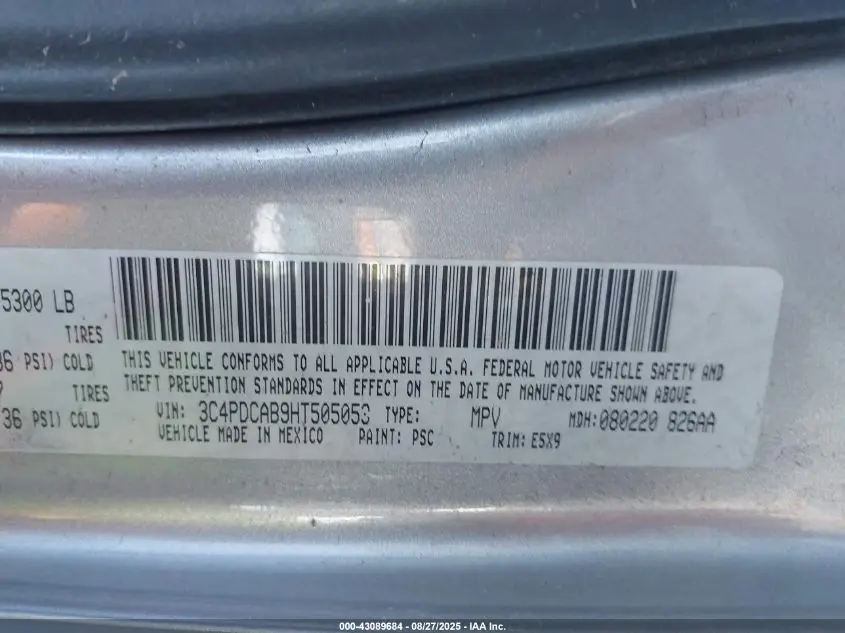 5300 LB
TIRES
36 PSI) COLD
TIRES
36 PSI) COLD
THIS VEHICLE CONFORMS TO ALL APPLICABLE U.S.A. FEDERAL MOTOR VEHICLE SAFETY AND
THEFT PREVENTION STANDARDS IN EFFECT ON THE DATE OF MANUFACTURE SHOWN ABOVE.
VIN: 3C4PDCAB9HT505053 TYPE: MPV MDH: 080220 826AA
VEHICLE MADE IN MEXICO PAINT: PSC TRIM: E5X9
000-43089684 - 08/27/2025 - IAA Inc.